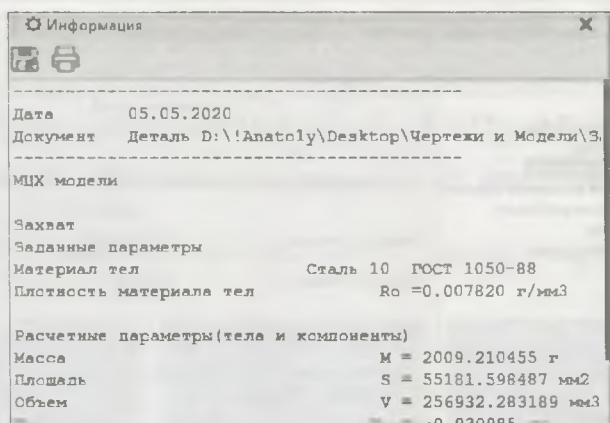 Информация
Дата 05.05.2020
Документ Деталь D:\!Anatoly\Desktop\Чертежи и Модели\
МЦХ модели
Захват
Заданные параметры
Материал тел Сталь 10 ГОСТ 1050-88
Плотность материала тел Ro =0.007820 г/мм3
Расчетные параметры(тела и компоненты)
Масса M = 2009.210455 г
Площадь S = 55181.598487 мм2
Объем V = 256932.283189 мм3